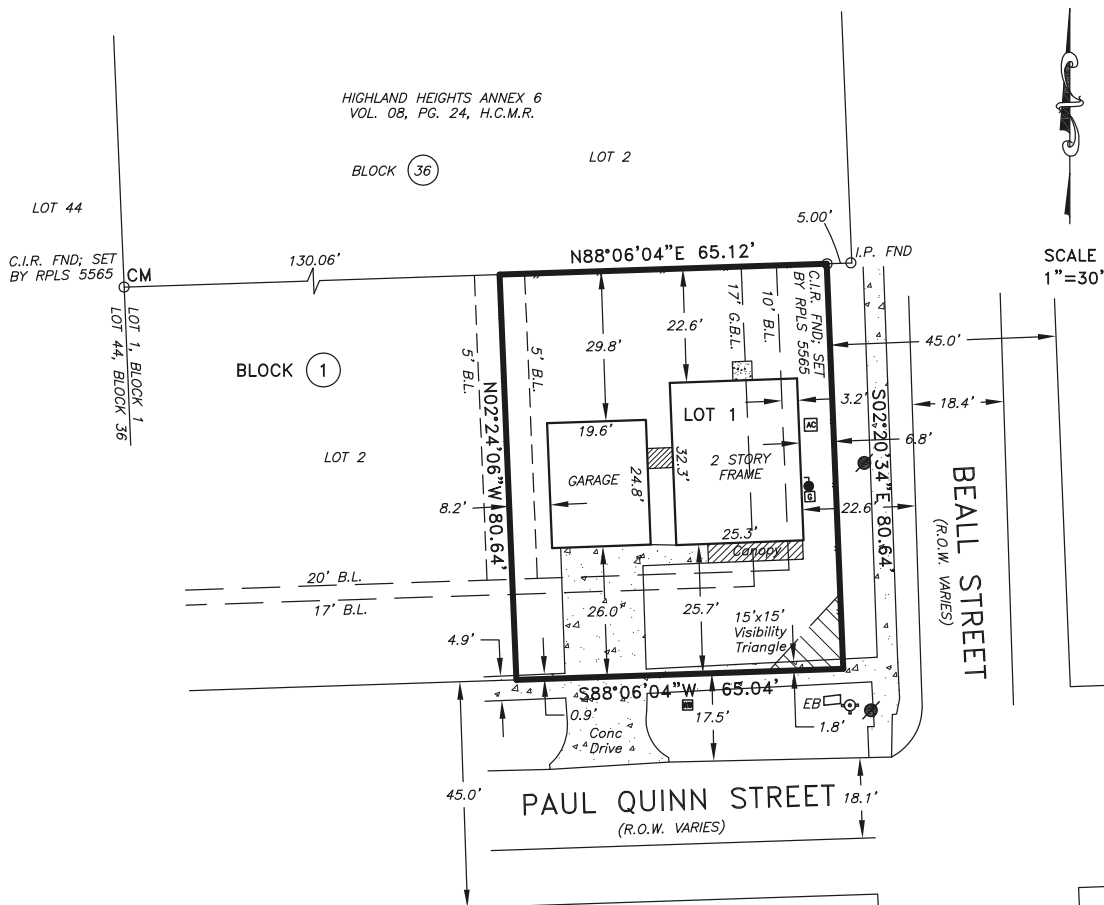 HIGHLAND HEIGHTS ANNEX 6
VOL. 08, PG. 24, H.C.M.R.
BLOCK 36
LOT 2
LOT 44
C.I.R. FND; SET
BY RPLS 5565
CM
130.06'
N88°06'04"E 65.12'
5.00'
I.P. FND
SCALE
1"=30'
LOT 1, BLOCK 1
LOT 44, BLOCK 36
BLOCK 1
LOT 2
5' B.L.
5' B.L.
N02°24'06"W 80.64'
29.8'
22.6'
17' G.B.L.
10' B.L.
C.I.R. FND; SET
BY RPLS 5565
45.0'
3.2'
18.4'
6.8'
S02°20'34"E 80.64'
LOT 1
AC
19.6'
GARAGE
24.8'
32.3'
2 STORY
FRAME
G
8.2'
22.6'
25.3'
Canopy
BEALL STREET
(R.O.W. VARIES)
20' B.L.
17' B.L.
26.0'
25.7'
15'x15'
Visibility
Triangle
4.9'
S88°06'04"W 65.04'
0.9'
17.5'
EB
1.8'
Conc
Drive
45.0'
PAUL QUINN STREET
(R.O.W. VARIES)
18.1'